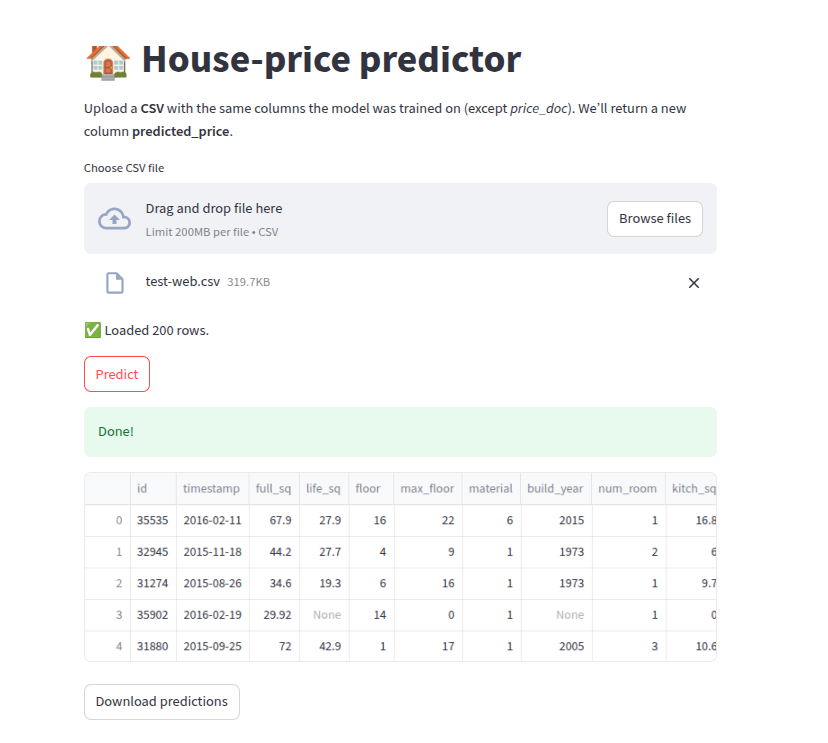 🏠 House-price predictor
Upload a CSV with the same columns the model was trained on (except price_doc). We'll return a new
column predicted_price.
Choose CSV file
Drag and drop file here
Limit 200MB per file • CSV
Browse files
test-web.csv 319.7KB
✅ Loaded 200 rows.
Predict
Done!
id timestamp full_sq life_sq floor max_floor material build_year num_room kitch_sq
0 35535 2016-02-11 67.9 27.9 16 22 6 2015 1 16.8
1 32945 2015-11-18 44.2 27.7 4 9 1 1973 2 6
2 31274 2015-08-26 34.6 19.3 6 16 1 1973 1 9.7
3 35902 2016-02-19 29.92 None 14 0 1 None 1 0
4 31880 2015-09-25 72 42.9 1 17 1 2005 3 10.6
Download predictions